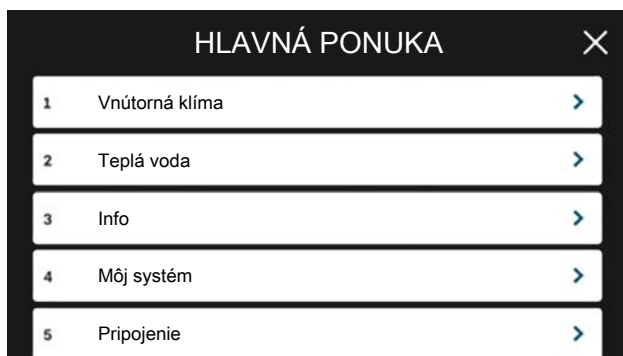 HLAVNÁ PONUKA
1 Vnútorná klíma
2 Teplá voda
3 Info
4 Môj systém
5 Pripojenie